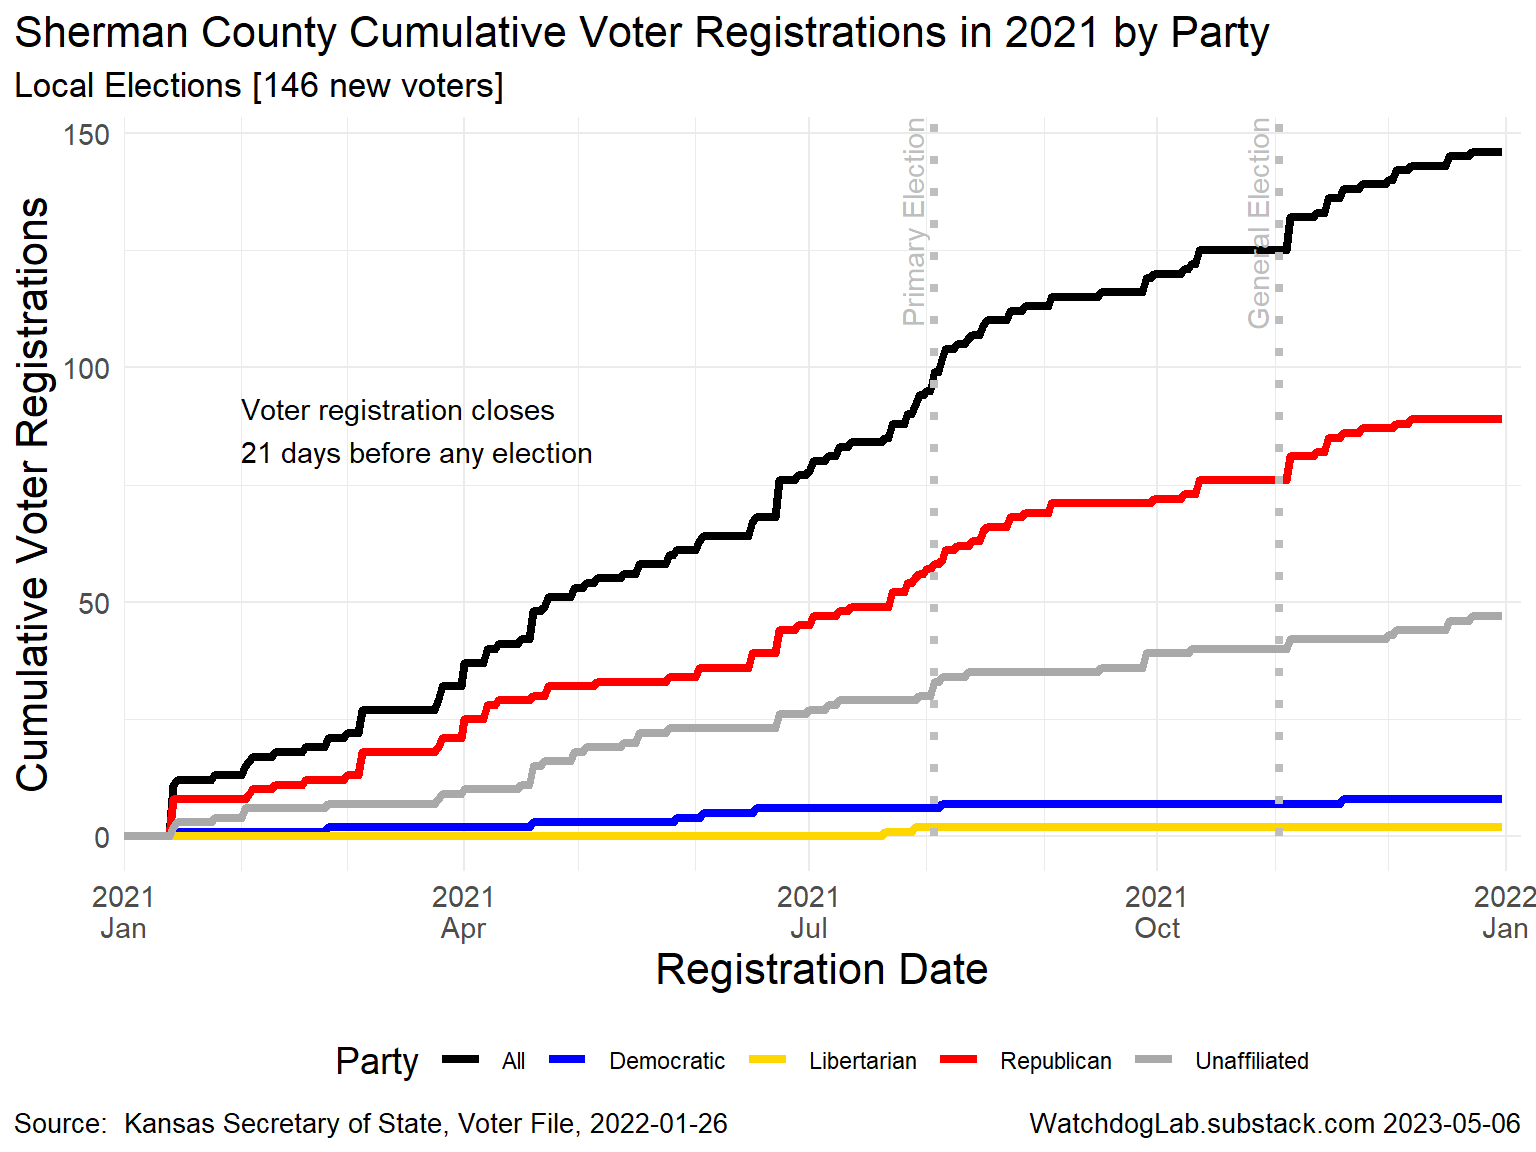 Sherman County Cumulative Voter Registrations in 2021 by Party
Local Elections [146 new voters]
Cumulative Voter Registrations
150
100
50
0
Primary Election
General Election
Voter registration closes
21 days before any election
2021 2021 2021 2021 2022
Jan Apr Jul Oct Jan
Registration Date
Party All Democratic Libertarian Republican Unaffiliated
Source:  Kansas Secretary of State, Voter File, 2022-01-26
WatchdogLab.substack.com 2023-05-06